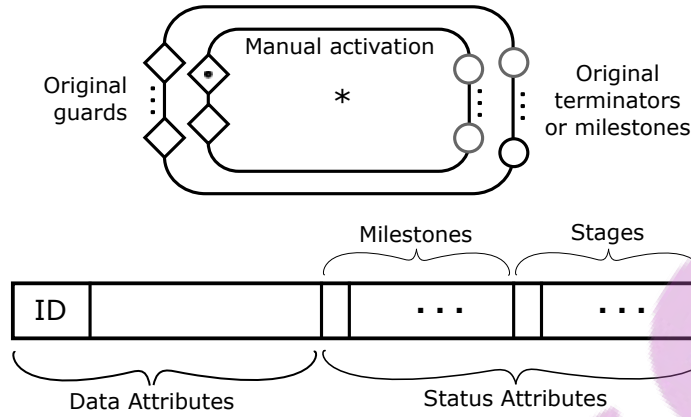 Manual activation
Original
guards
*
Original
terminators
or milestones
Milestones
Stages
ID
...
...
Data Attributes
Status Attributes